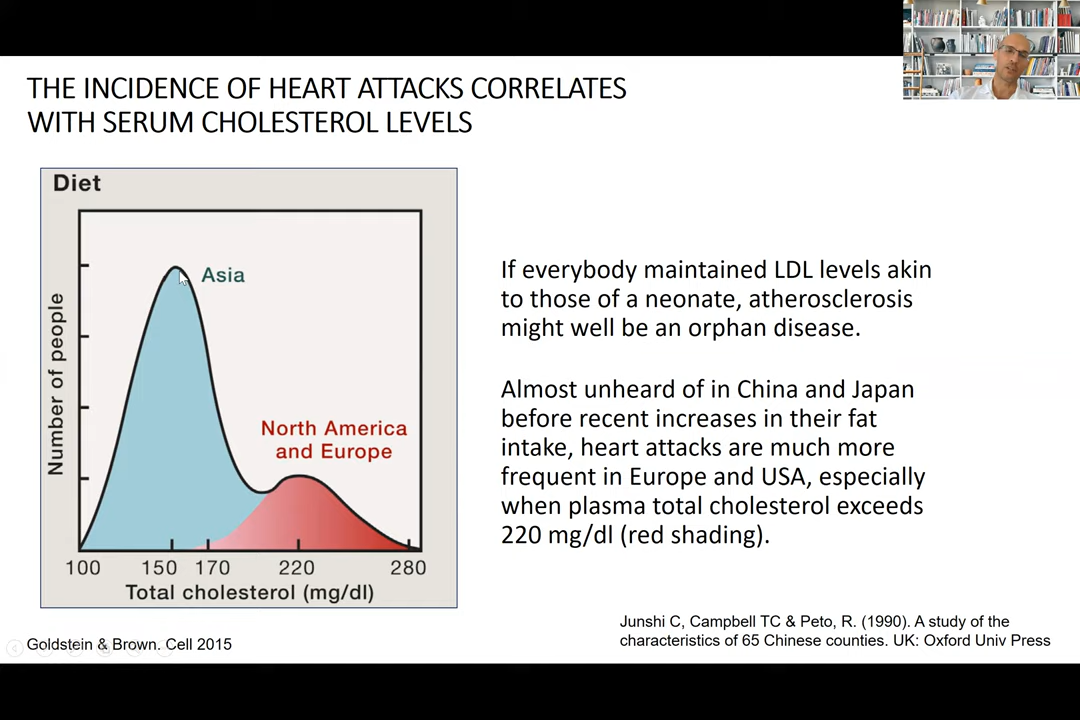 THE INCIDENCE OF HEART ATTACKS CORRELATES
WITH SERUM CHOLESTEROL LEVELS
Diet
Asia
North America
and Europe
Number of people
100 150 170 220 280
Total cholesterol (mg/dl)
If everybody maintained LDL levels akin
to those of a neonate, atherosclerosis
might well be an orphan disease.
Almost unheard of in China and Japan
before recent increases in their fat
intake, heart attacks are much more
frequent in Europe and USA, especially
when plasma total cholesterol exceeds
220 mg/dl (red shading).
Goldstein & Brown. Cell 2015
Junshi C, Campbell TC & Peto, R. (1990). A study of the
characteristics of 65 Chinese counties. UK: Oxford Univ Press